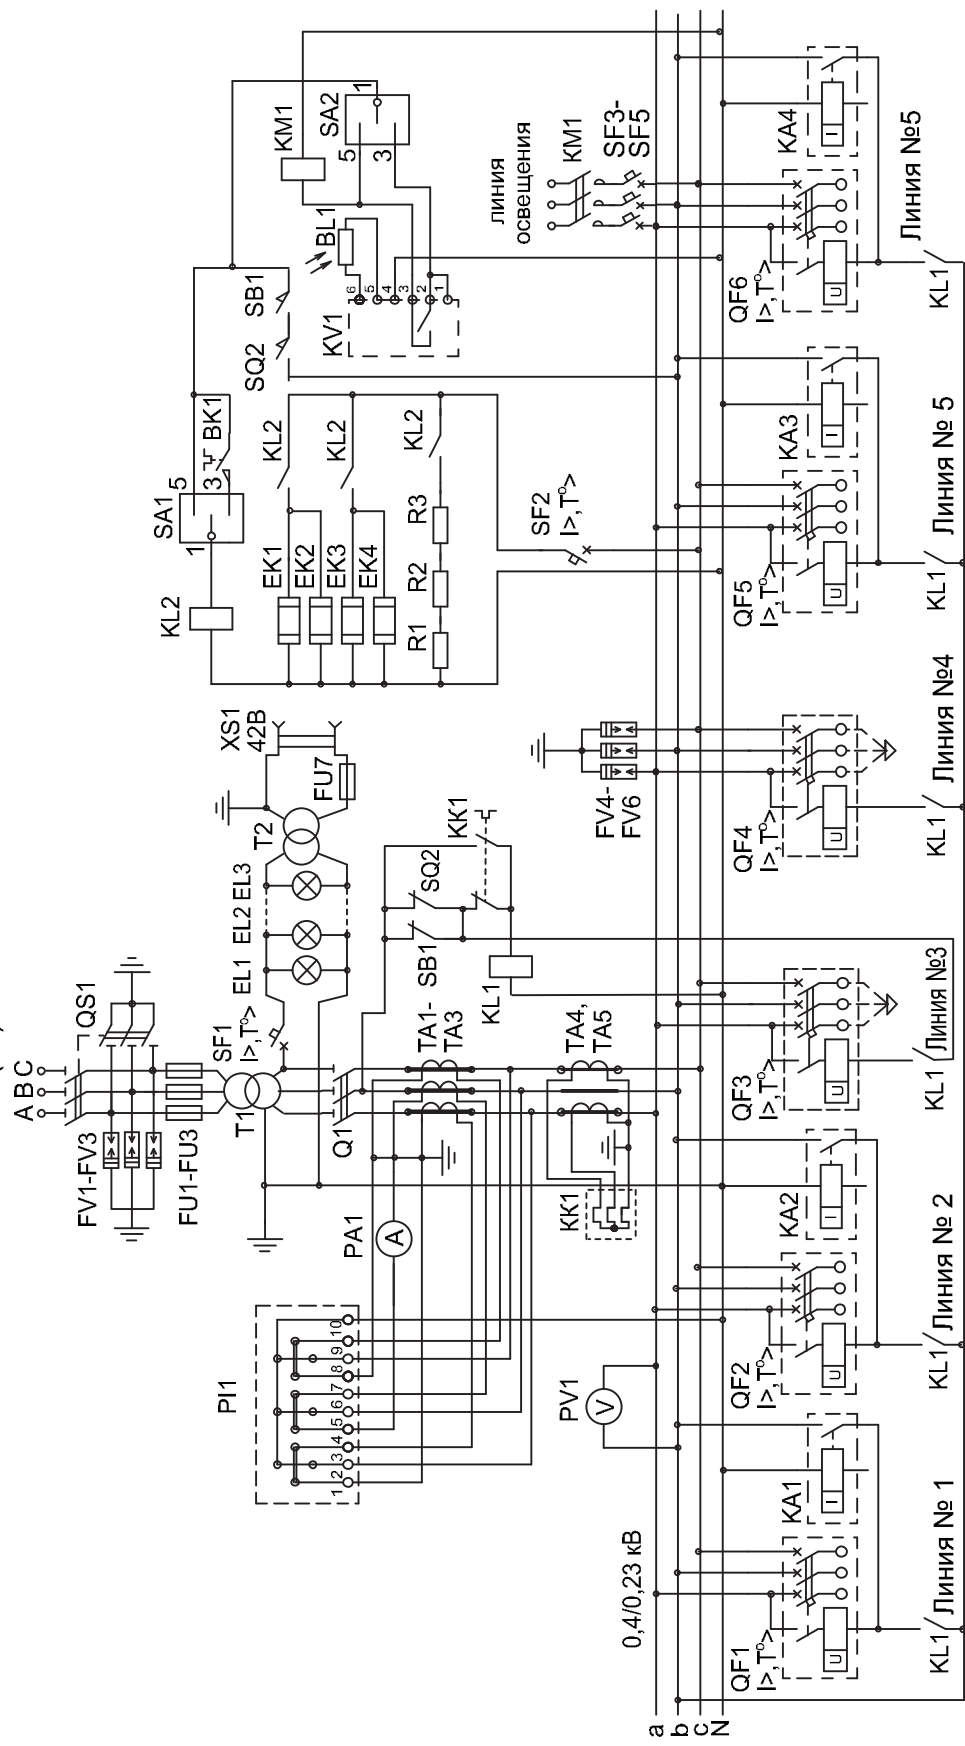 A B C
QS1
FV1-FV3
FU1-FU3
T1
SF1
I>,T°>
EL1 EL2 EL3
T2
XS1
42В
FU7
Q1
TA1-
TA3
SB1
SQ2
KK1
KL1
TA4,
TA5
KK1
PA1
A
PI1
1 2 3 4 5 6 7 8 9 10
PV1
V
SA1
1
3
5
BK1
KL2
EK1
EK2
EK3
EK4
KL2
KL2
KL2
R1 R2 R3
SF2
I>,T°>
SQ2 SB1
KV1
6
5
4
3
2
1
BL1
KM1
SA2
1
5
3
ЛИНИЯ
освещения
KM1
SF3-
SF5
FV4-
FV6
0,4/0,23 кВ
a
b
c
N
QF1
I>,T°>
U
KA1
I
KL1
Линия № 1
QF2
I>,T°>
U
KA2
I
KL1
Линия № 2
QF3
I>,T°>
U
KL1
Линия №3
QF4
I>,T°>
U
KL1
Линия №4
QF5
I>,T°>
U
KA3
I
KL1
Линия № 5
QF6
I>,T°>
U
KA4
I
KL1
Линия №5